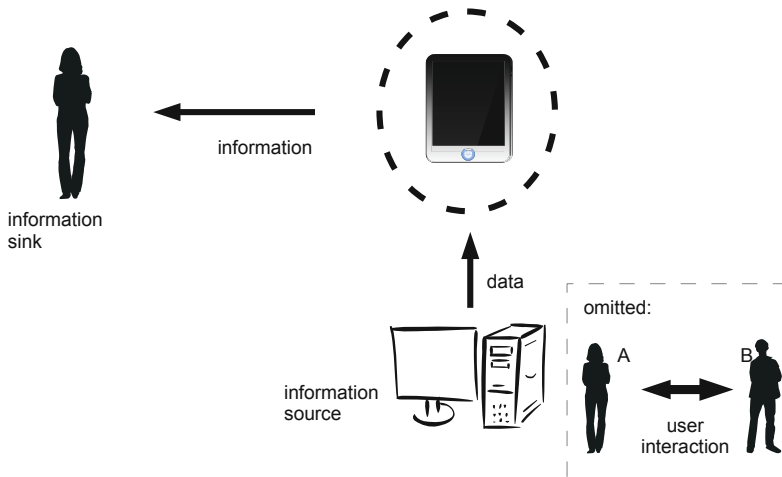 information
information
sink
data
omitted:
A
B
information
source
user
interaction